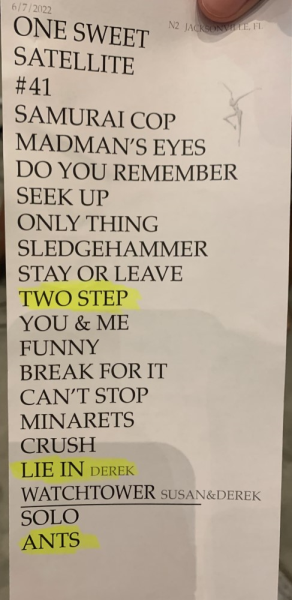 6/7/2022
N2 JACKSONVILLE, FL
ONE SWEET
SATELLITE
#41
SAMURAI COP
MADMAN'S EYES
DO YOU REMEMBER
SEEK UP
ONLY THING
SLEDGEHAMMER
STAY OR LEAVE
TWO STEP
YOU & ME
FUNNY
BREAK FOR IT
CAN'T STOP
MINARETS
CRUSH
LIE IN DEREK
WATCHTOWER SUSAN&DEREK
SOLO
ANTS